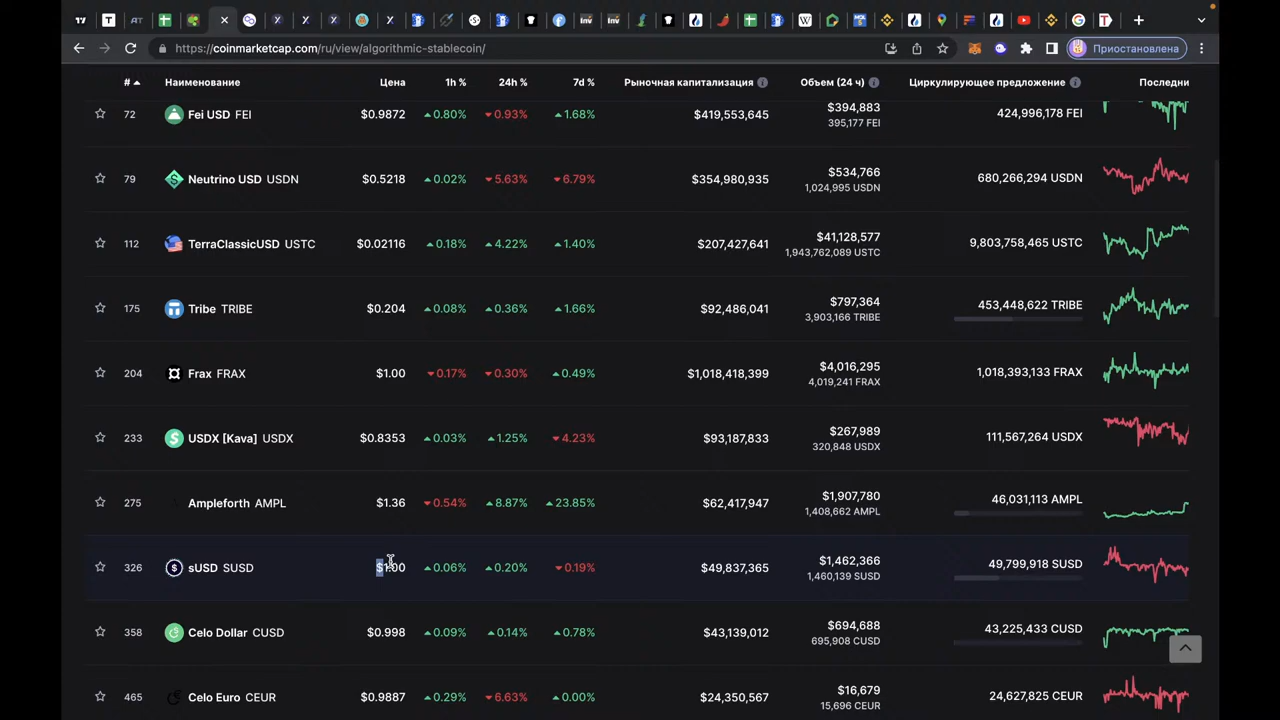 https://coinmarketcap.com/ru/view/algorithmic-stablecoin/
Приостановлена
# Наименование Цена 1h % 24h % 7d % Рыночная капитализация Объем (24 ч) Циркулирующее предложение Последни
72 Fei USD FEI $0.9872 0.80% 0.93% 1.68% $419,553,645 $394,883 424,996,178 FEI
395,177 FEI
79 Neutrino USD USDN $0.5218 0.02% 5.63% 6.79% $354,980,935 $534,766 680,266,294 USDN
1,024,995 USDN
112 TerraClassicUSD USTC $0.02116 0.18% 4.22% 1.40% $207,427,641 $41,128,577 9,803,758,465 USTC
1,943,762,089 USTC
175 Tribe TRIBE $0.204 0.08% 0.36% 1.66% $92,486,041 $797,364 453,448,622 TRIBE
3,903,166 TRIBE
204 Frax FRAX $1.00 0.17% 0.30% 0.49% $1,018,418,399 $4,016,295 1,018,393,133 FRAX
4,019,241 FRAX
233 USDX [Kava] USDX $0.8353 0.03% 1.25% 4.23% $93,187,833 $267,989 111,567,264 USDX
320,848 USDX
275 Ampleforth AMPL $1.36 0.54% 8.87% 23.85% $62,417,947 $1,907,780 46,031,113 AMPL
1,408,662 AMPL
326 sUSD SUSD $1.00 0.06% 0.20% 0.19% $49,837,365 $1,462,366 49,799,918 SUSD
1,460,139 SUSD
358 Celo Dollar CUSD $0.998 0.09% 0.14% 0.78% $43,139,012 $694,688 43,225,433 CUSD
695,908 CUSD
465 Celo Euro CEUR $0.9887 0.29% 6.63% 0.00% $24,350,567 $16,679 24,627,825 CEUR
15,696 CEUR